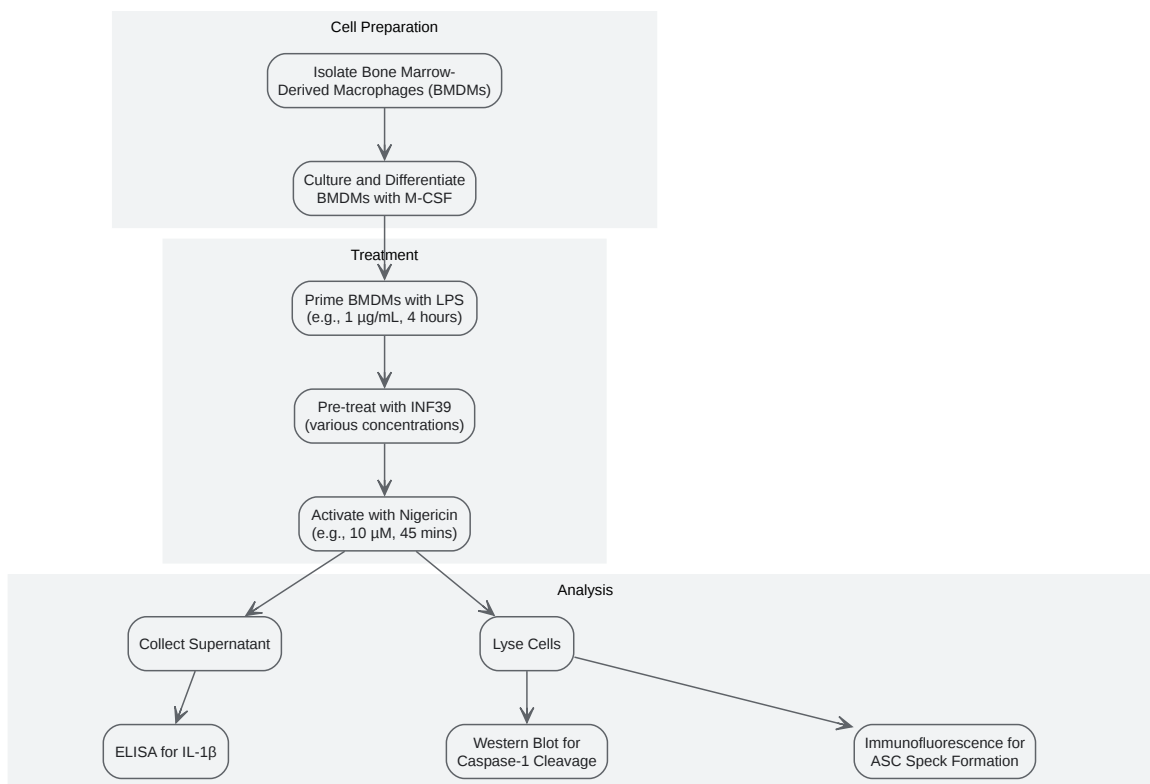 Cell Preparation
Isolate Bone Marrow-
Derived Macrophages (BMDMs)
Culture and Differentiate
BMDMs with M-CSF
Treatment
Prime BMDMs with LPS
(e.g., 1 µg/mL, 4 hours)
Pre-treat with INF39
(various concentrations)
Activate with Nigericin
(e.g., 10 µM, 45 mins)
Analysis
Collect Supernatant
Lyse Cells
ELISA for IL-1β
Western Blot for
Caspase-1 Cleavage
Immunofluorescence for
ASC Speck Formation